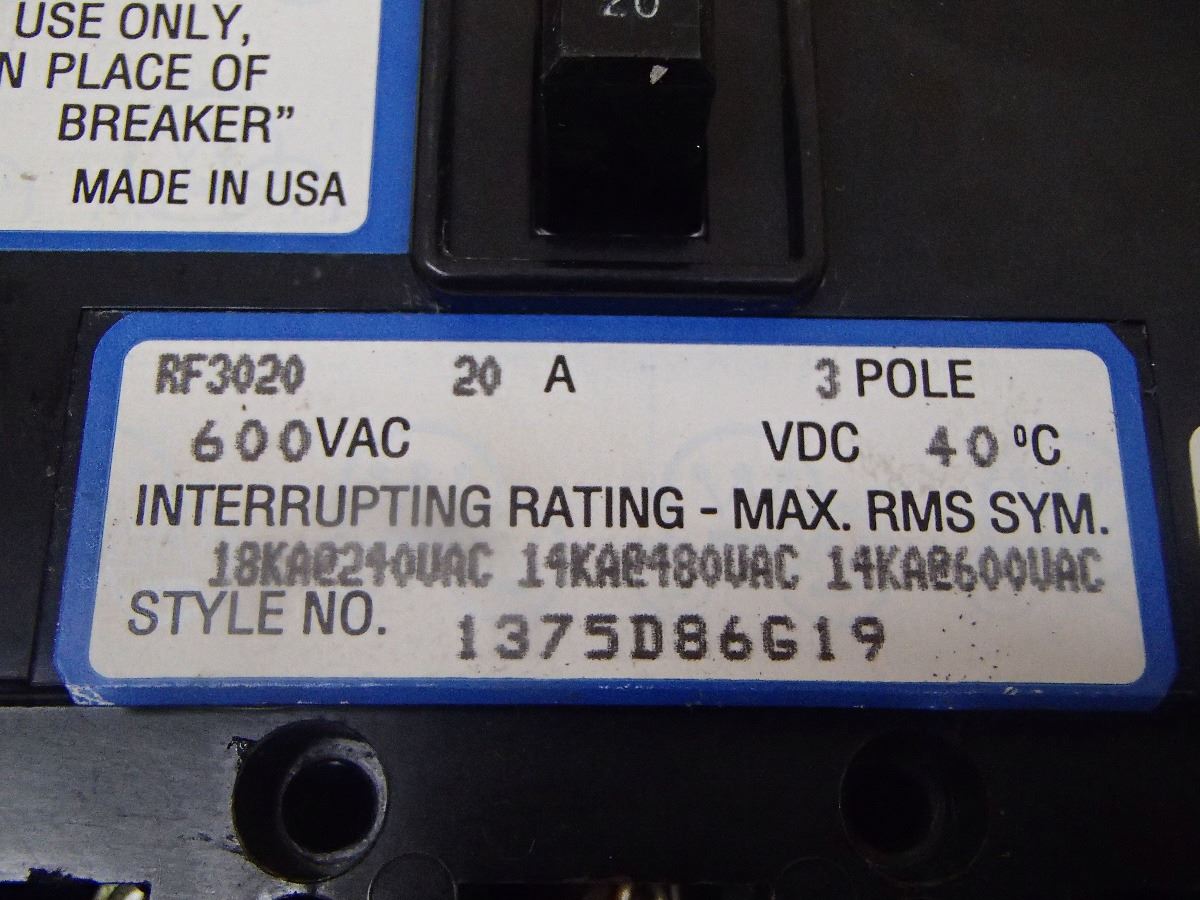 USE ONLY,
N PLACE OF
BREAKER”
MADE IN USA
20
RF3020 20 A 3 POLE
600VAC VDC 40 ºC
INTERRUPTING RATING - MAX. RMS SYM.
18KA@240VAC 14KA@480VAC 14KA@600VAC
STYLE NO. 1375D86G19